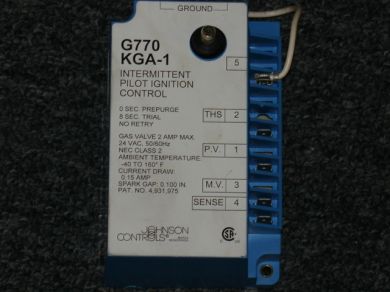 GROUND
G770
KGA-1
INTERMITTENT
PILOT IGNITION
CONTROL
0 SEC. PREPURGE
8 SEC. TRIAL
NO RETRY
GAS VALVE 2 AMP MAX.
24 VAC, 50/60Hz
NEC CLASS 2
AMBIENT TEMPERATURE:
-40 TO 160° F
CURRENT DRAW:
0.15 AMP
SPARK GAP: 0.100 IN.
PAT. NO. 4,931,975
5
THS 2
P.V. 1
M.V. 3
SENSE 4
JOHNSON
CONTROLS®